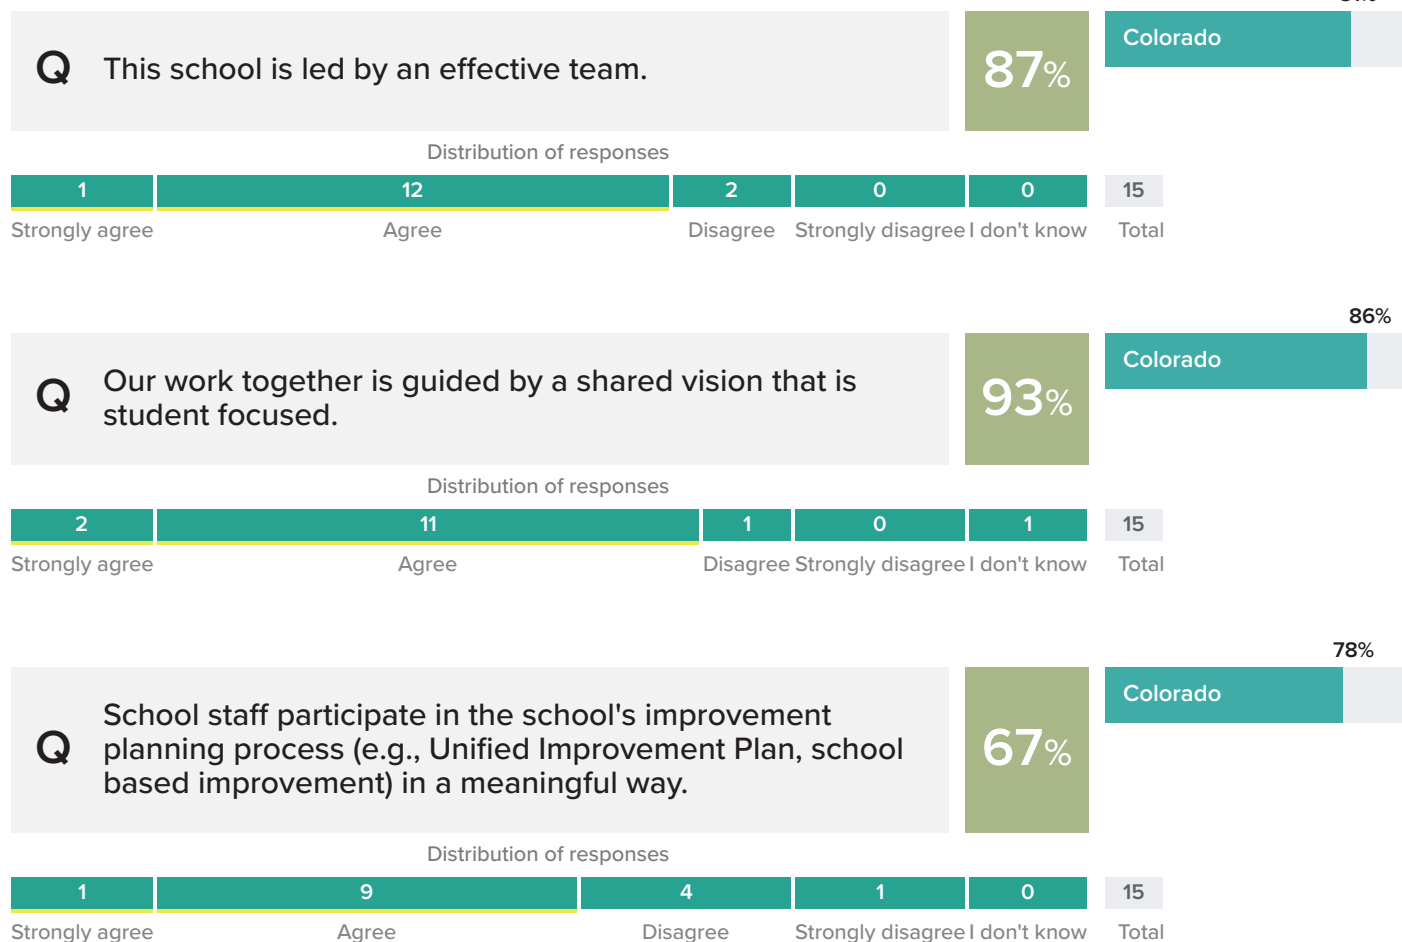 Q This school is led by an effective team.
87%
Colorado
Distribution of responses
1 12 2 0 0 15
Strongly agree Agree Disagree Strongly disagree I don't know Total
86%
Q Our work together is guided by a shared vision that is
student focused.
93%
Colorado
Distribution of responses
2 11 1 0 1 15
Strongly agree Agree Disagree Strongly disagree I don't know Total
78%
Q School staff participate in the school's improvement
planning process (e.g., Unified Improvement Plan, school
based improvement) in a meaningful way.
67%
Colorado
Distribution of responses
1 9 4 1 0 15
Strongly agree Agree Disagree Strongly disagree I don't know Total